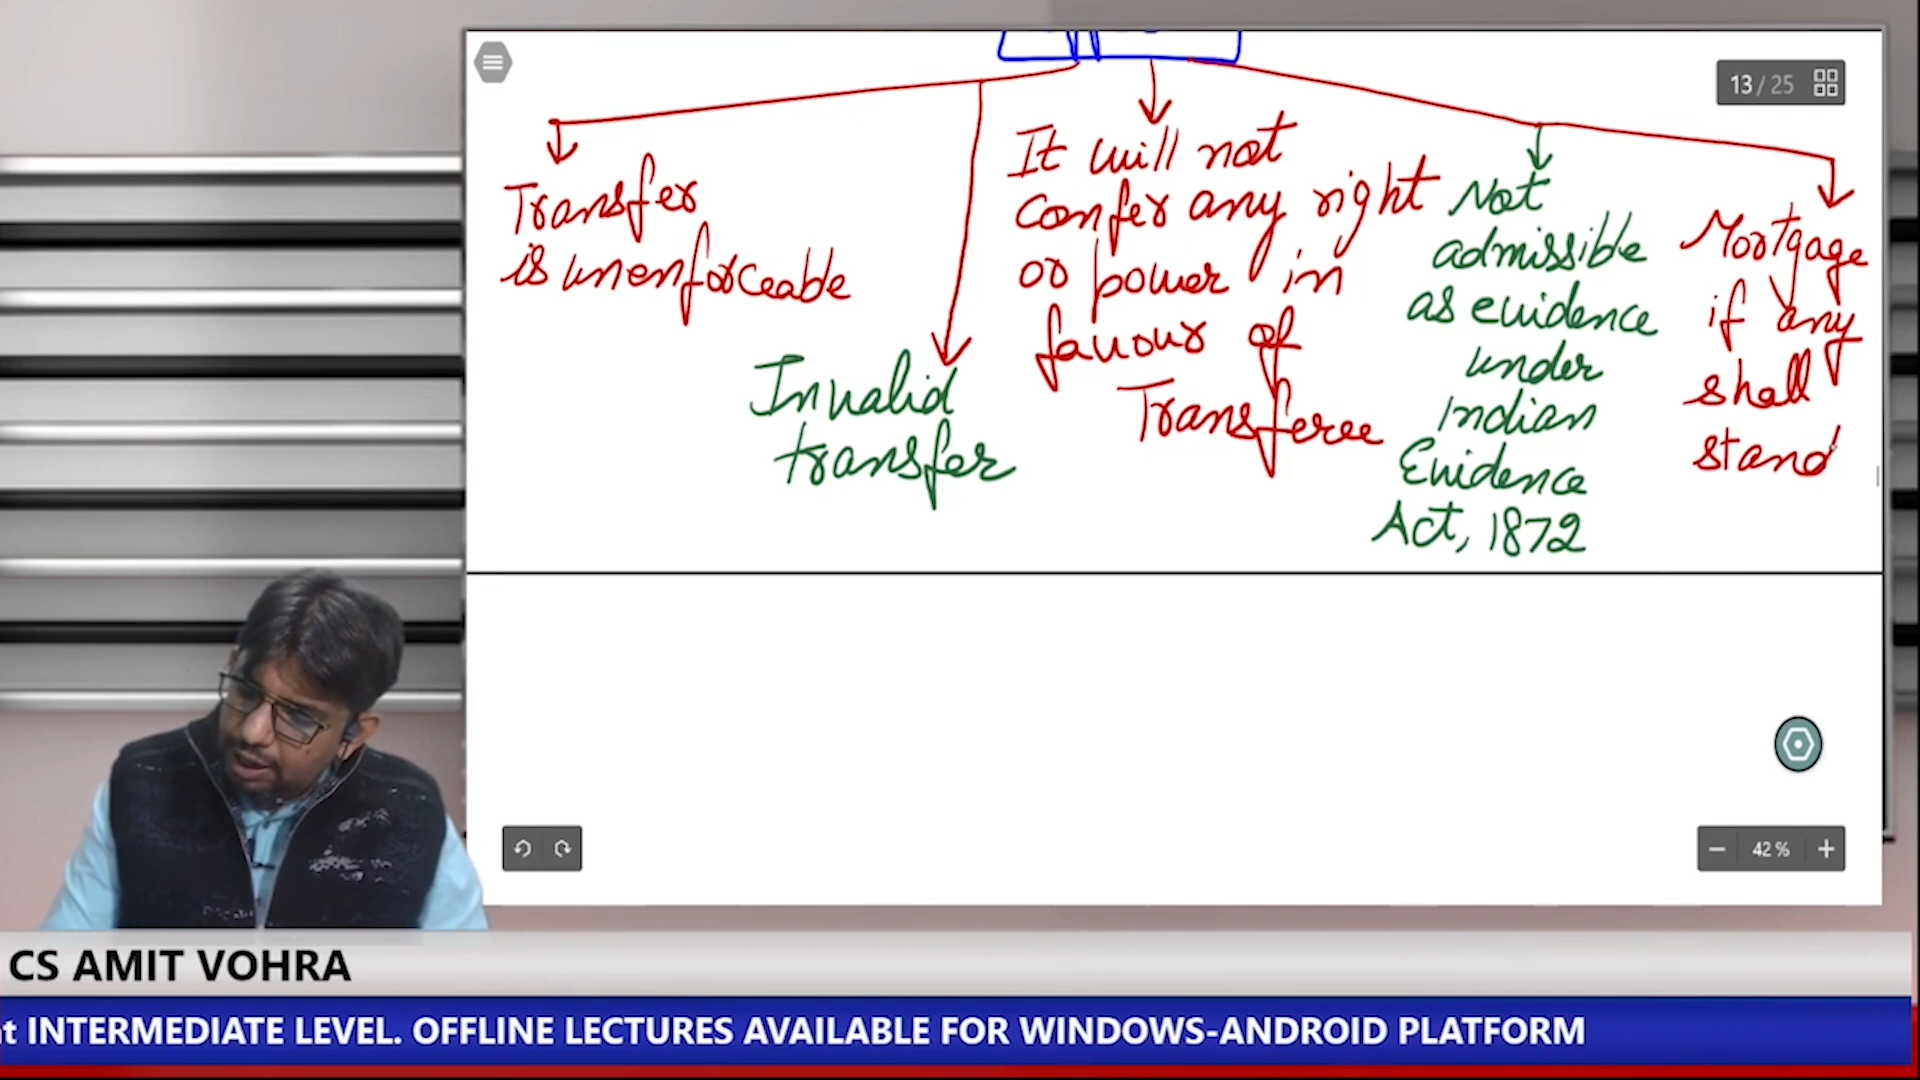 13 / 25
Transfer
is unenforceable
Invalid
transfer
It will not
confer any right
or power in
favour of
Transferee
Not
admissible
as evidence
under
Indian
Evidence
Act, 1872
Mortgage
if any
shall
stand
42 %
CS AMIT VOHRA
t INTERMEDIATE LEVEL. OFFLINE LECTURES AVAILABLE FOR WINDOWS-ANDROID PLATFORM